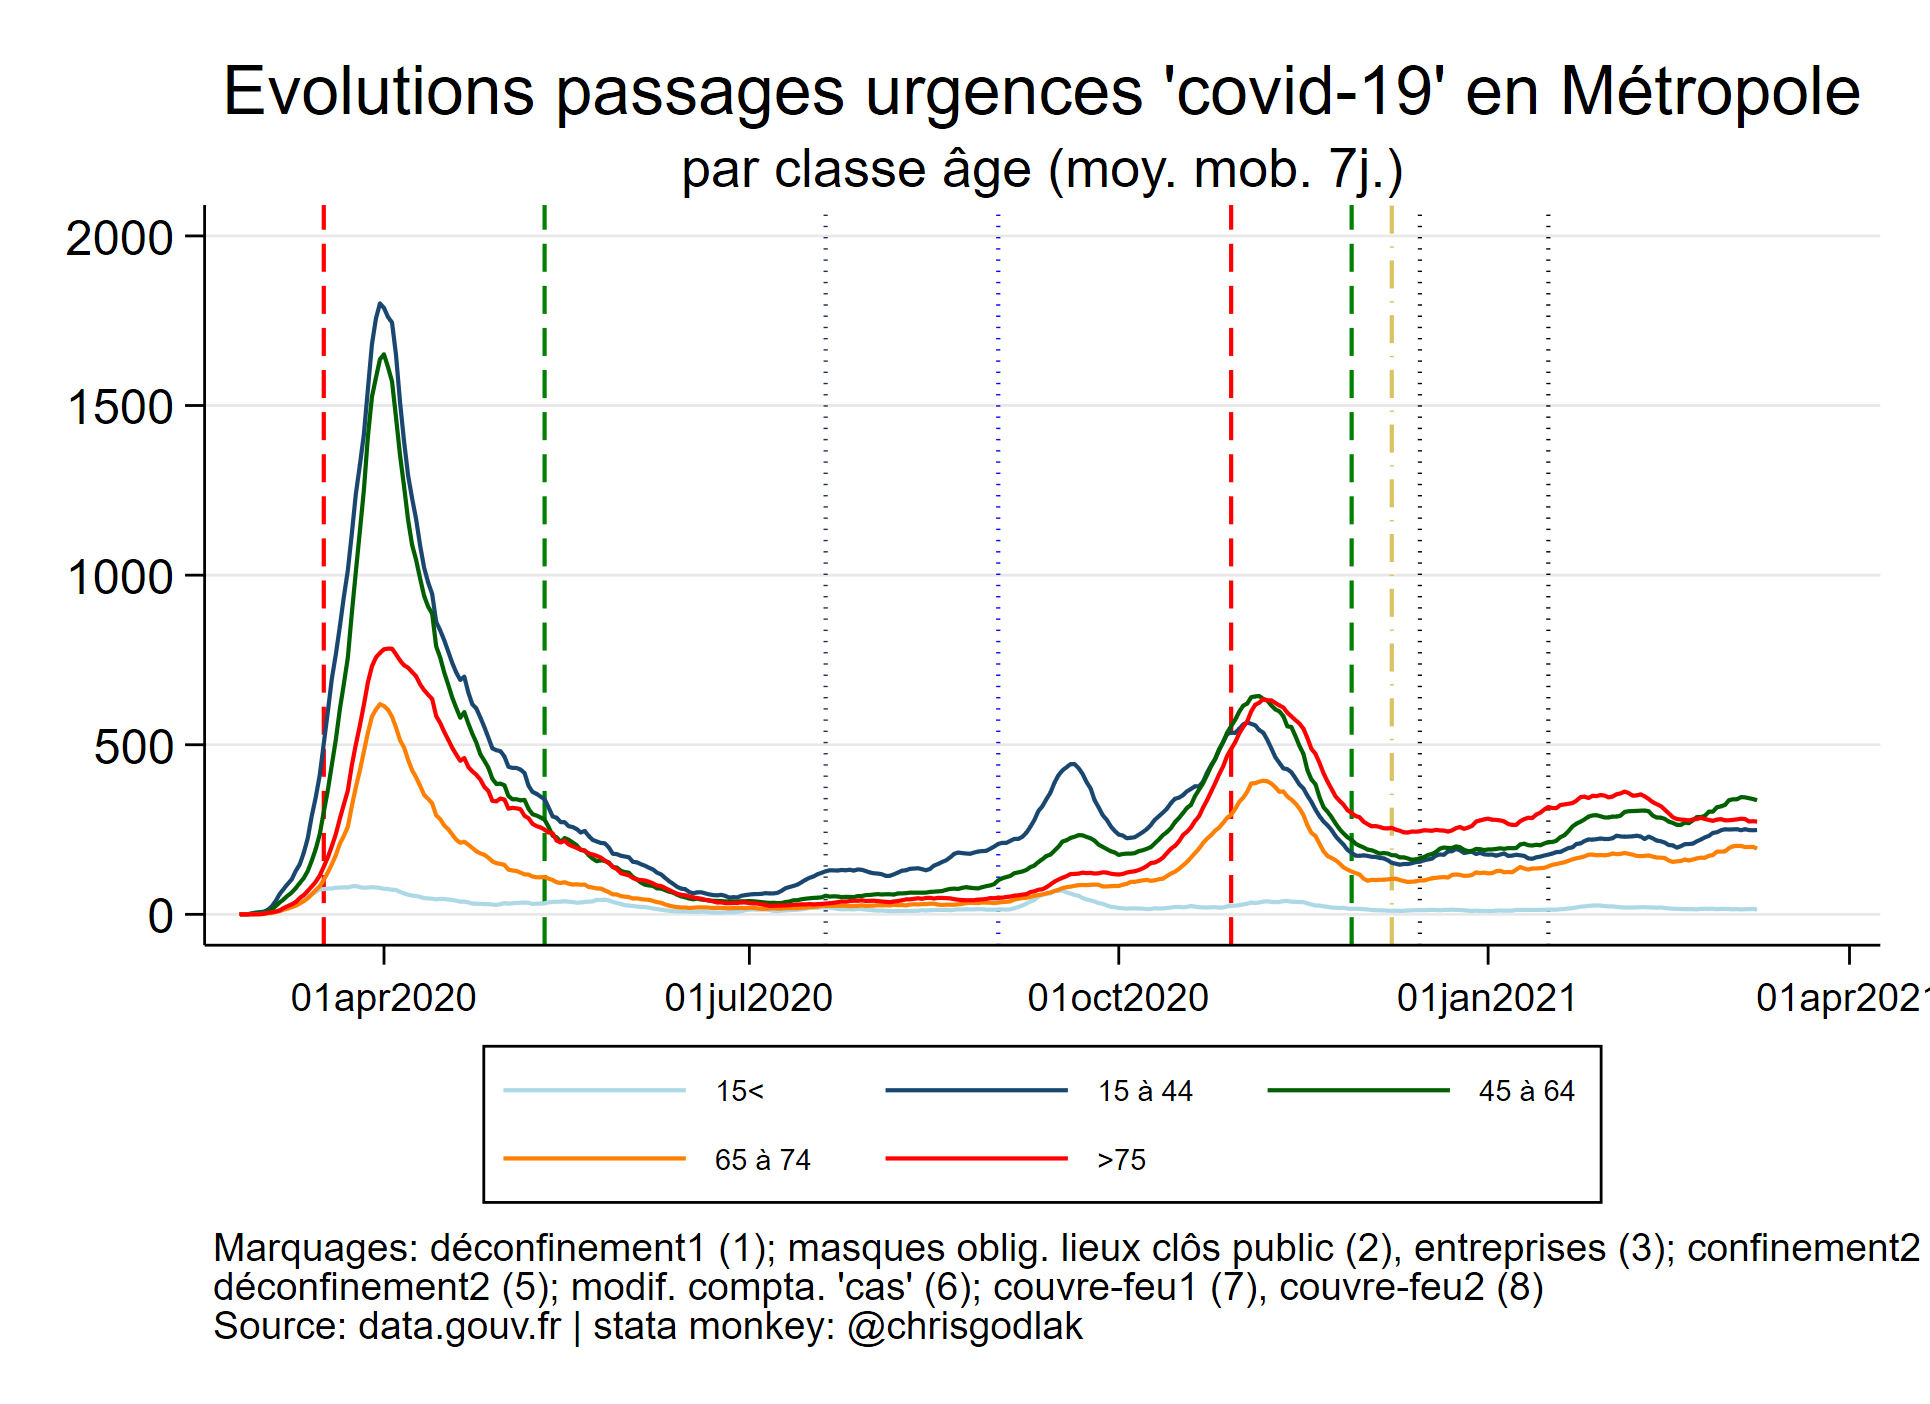 Evolutions passages urgences 'covid-19' en Métropole
par classe âge (moy. mob. 7j.)
2000
1500
1000
500
0
01apr2020 01jul2020 01oct2020 01jan2021 01apr2021
15< 15 à 44 45 à 64
65 à 74 >75
Marquages: déconfinement1 (1); masques oblig. lieux clôs public (2), entreprises (3); confinement2
déconfinement2 (5); modif. compta. 'cas' (6); couvre-feu1 (7), couvre-feu2 (8)
Source: data.gouv.fr | stata monkey: @chrisgodlak